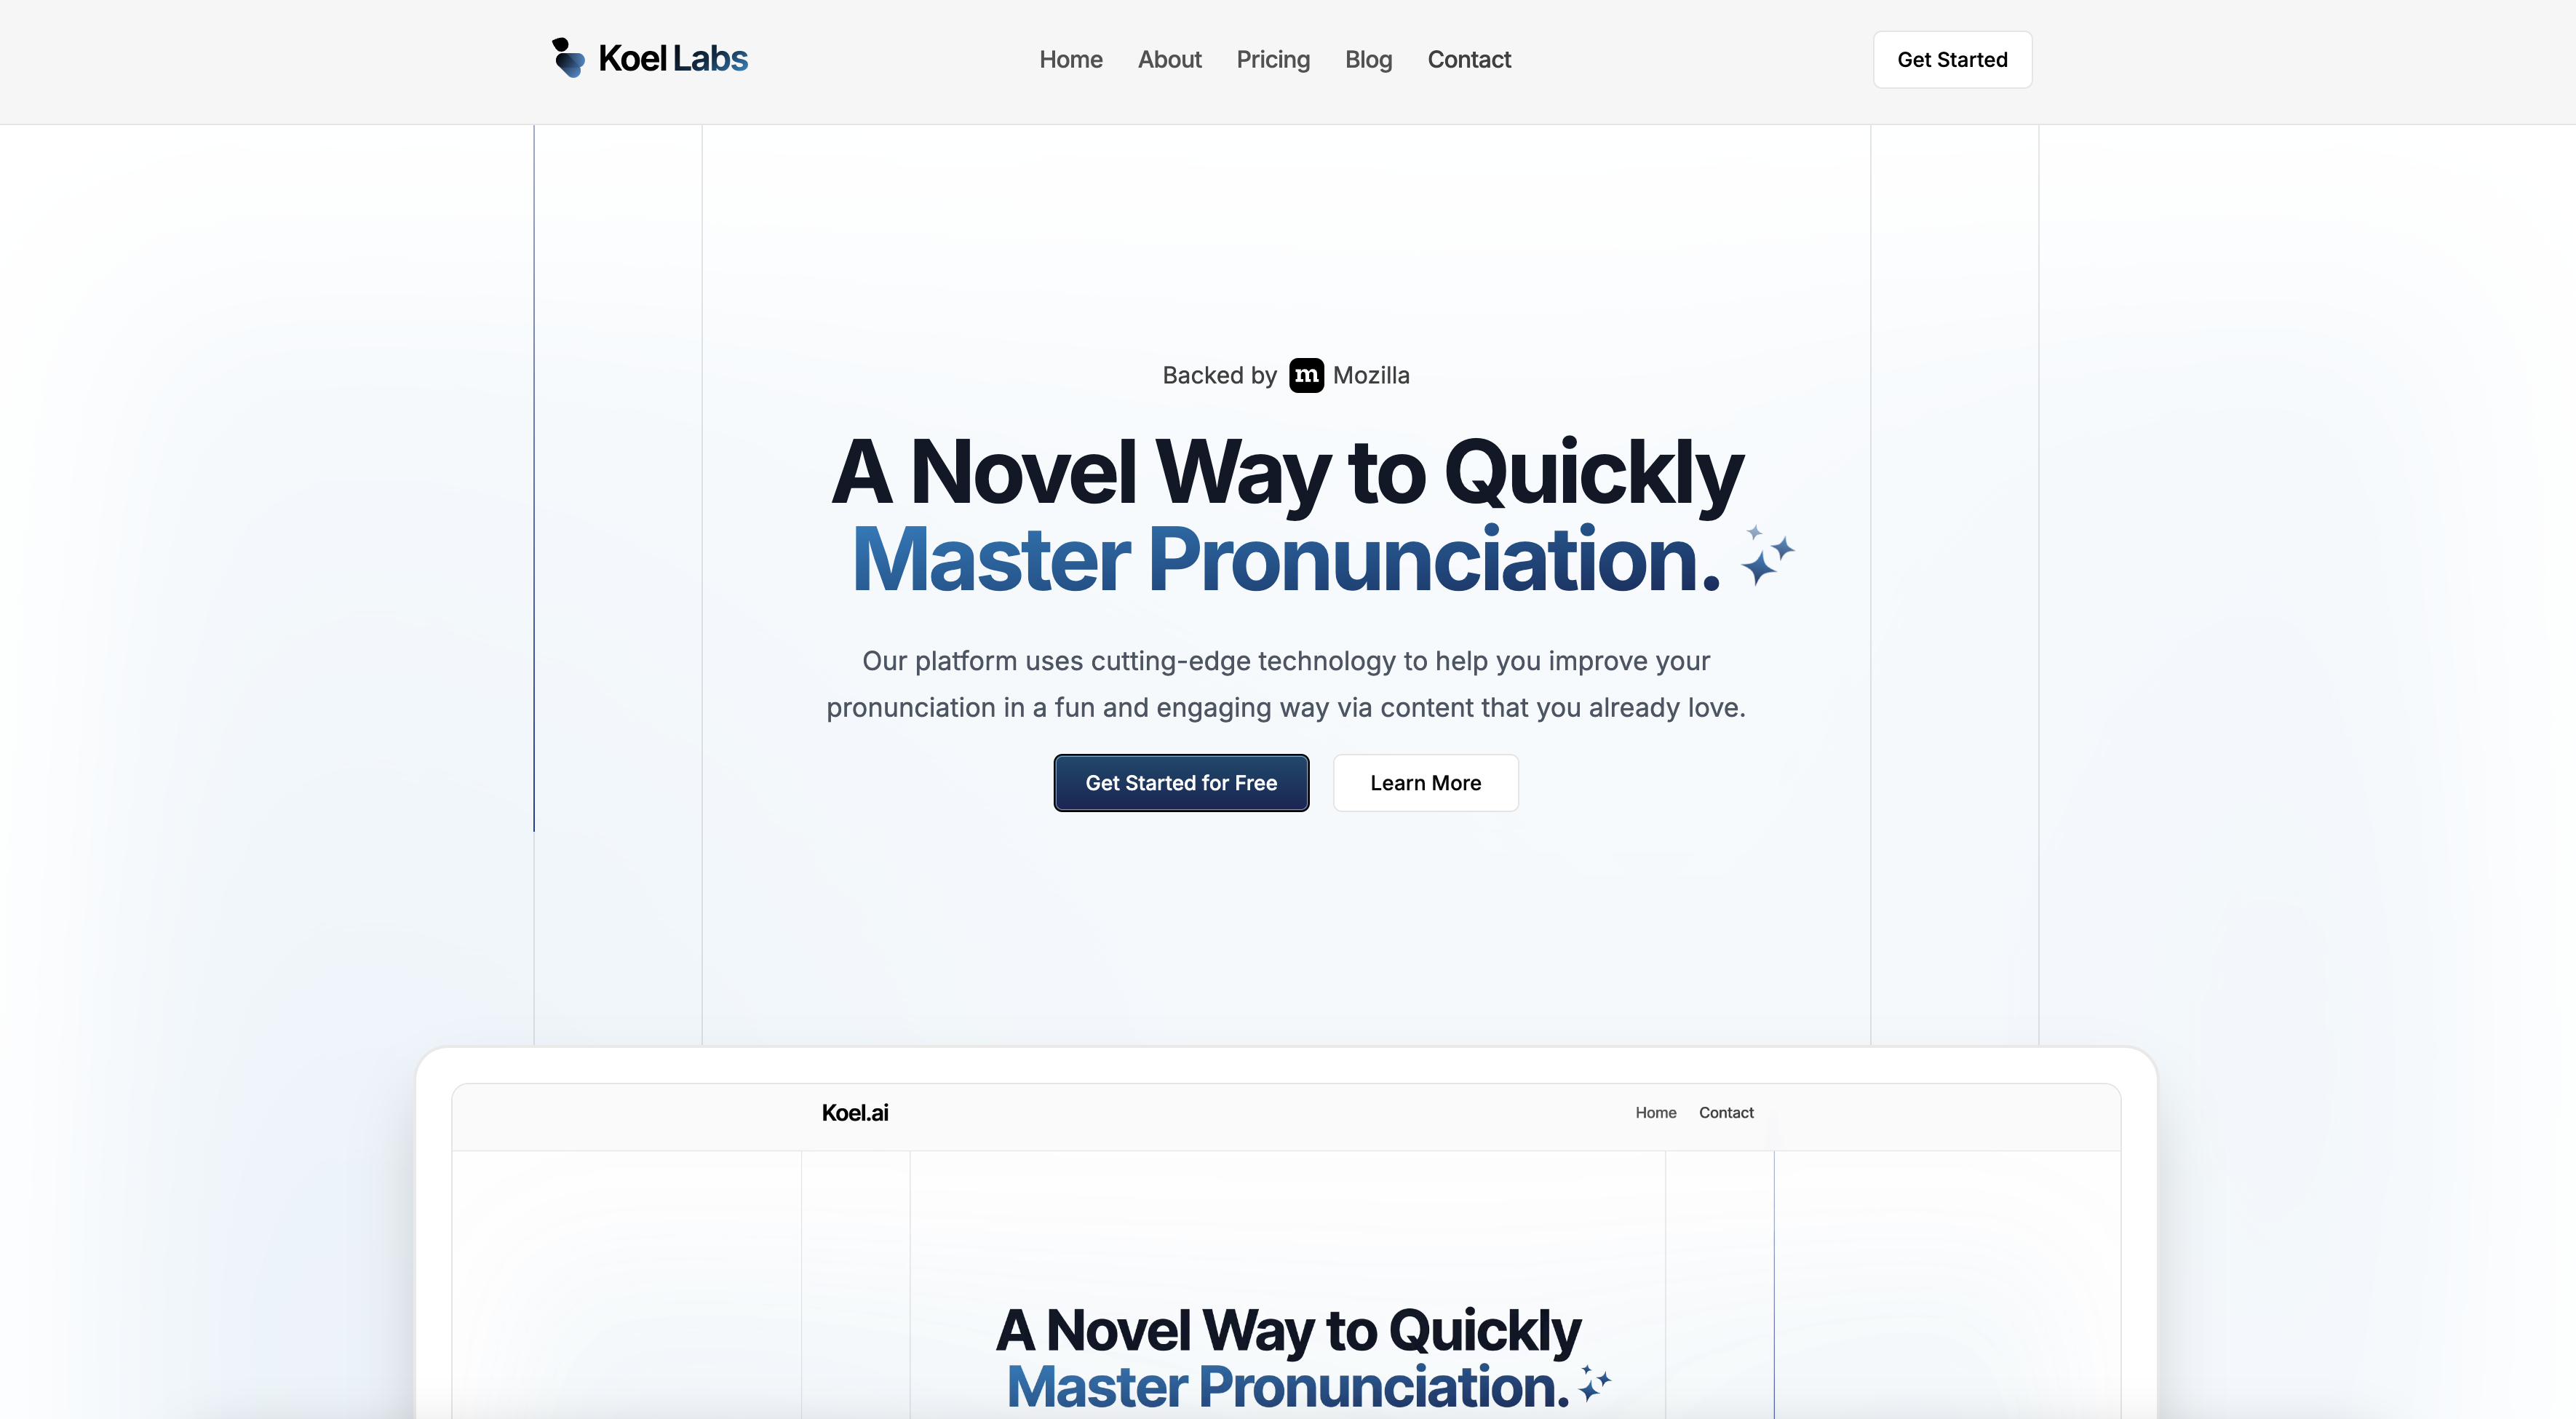 Koel Labs
Home About Pricing Blog Contact
Get Started
Backed by m Mozilla
A Novel Way to Quickly
Master Pronunciation.
Our platform uses cutting-edge technology to help you improve your
pronunciation in a fun and engaging way via content that you already love.
Get Started for Free
Learn More
Koel.ai
Home Contact
A Novel Way to Quickly
Master Pronunciation.